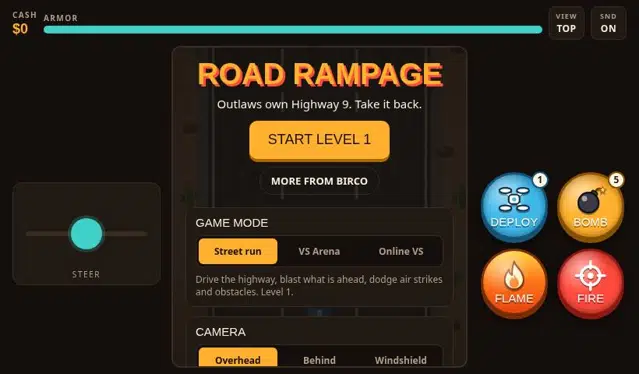 CASH
$0
ARMOR
VIEW
TOP
SND
ON
ROAD RAMPAGE
Outlaws own Highway 9. Take it back.
START LEVEL 1
MORE FROM BIRCO
GAME MODE
Street run VS Arena Online VS
Drive the highway, blast what is ahead, dodge air strikes
and obstacles. Level 1.
CAMERA
Overhead Behind Windshield
STEER
1
DEPLOY
5
BOMB
FLAME
FIRE